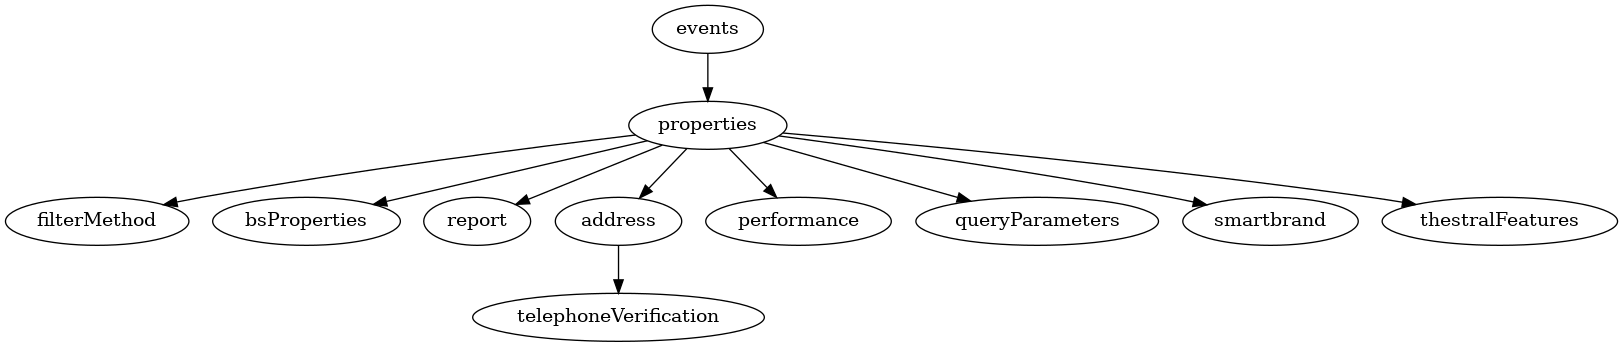 events
properties
filterMethod
bsProperties
report
address
performance
queryParameters
smartbrand
thestralFeatures
telephoneVerification